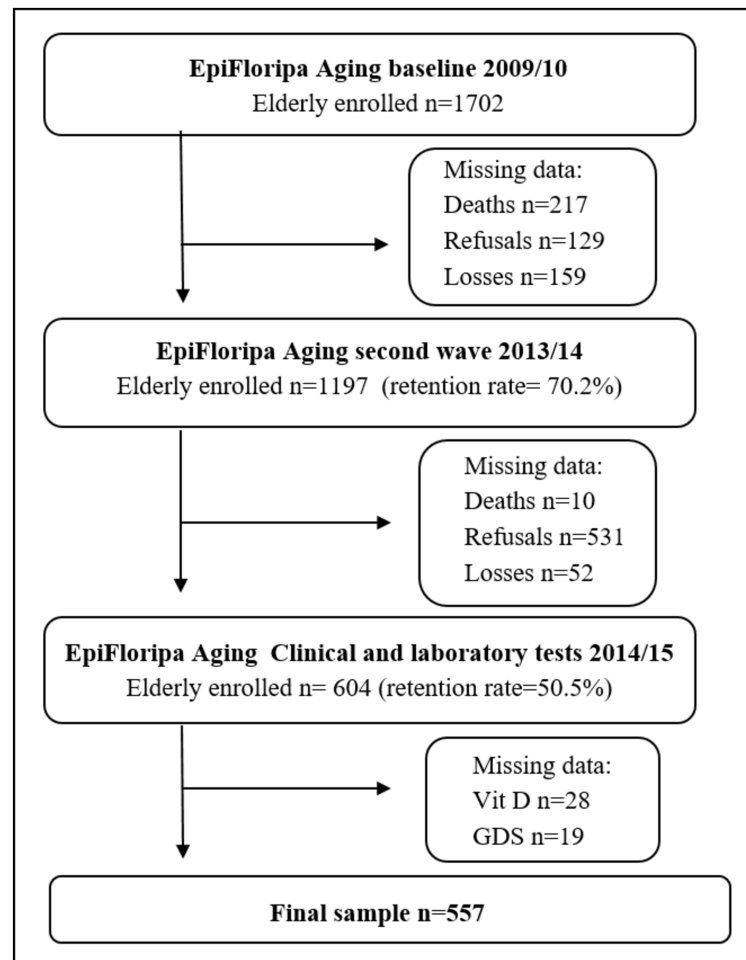 EpiFloripa Aging baseline 2009/10
Elderly enrolled n=1702
Missing data:
Deaths n=217
Refusals n=129
Losses n=159
EpiFloripa Aging second wave 2013/14
Elderly enrolled n=1197 (retention rate= 70.2%)
Missing data:
Deaths n=10
Refusals n=531
Losses n=52
EpiFloripa Aging Clinical and laboratory tests 2014/15
Elderly enrolled n= 604 (retention rate=50.5%)
Missing data:
Vit D n=28
GDS n=19
Final sample n=557